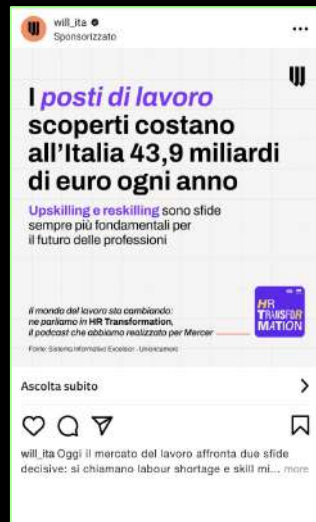 will_ita
Sponsorizzato
I posti di lavoro
scoperti costano
all'Italia 43,9 miliardi
di euro ogni anno
Upskilling e reskilling sono sfide
sempre più fondamentali per
il futuro delle professioni
Il mondo del lavoro sta cambiando:
ne parliamo in HR Transformation,
il podcast che abbiamo realizzato per Mercer
HR
TRANSFOR
MATION
Fonte: Sistema Informativo Excelsior - Unioncamere
Ascolta subito
will_ita Oggi il mercato del lavoro affronta due sfide
decisive: si chiamano labour shortage e skill mi... more